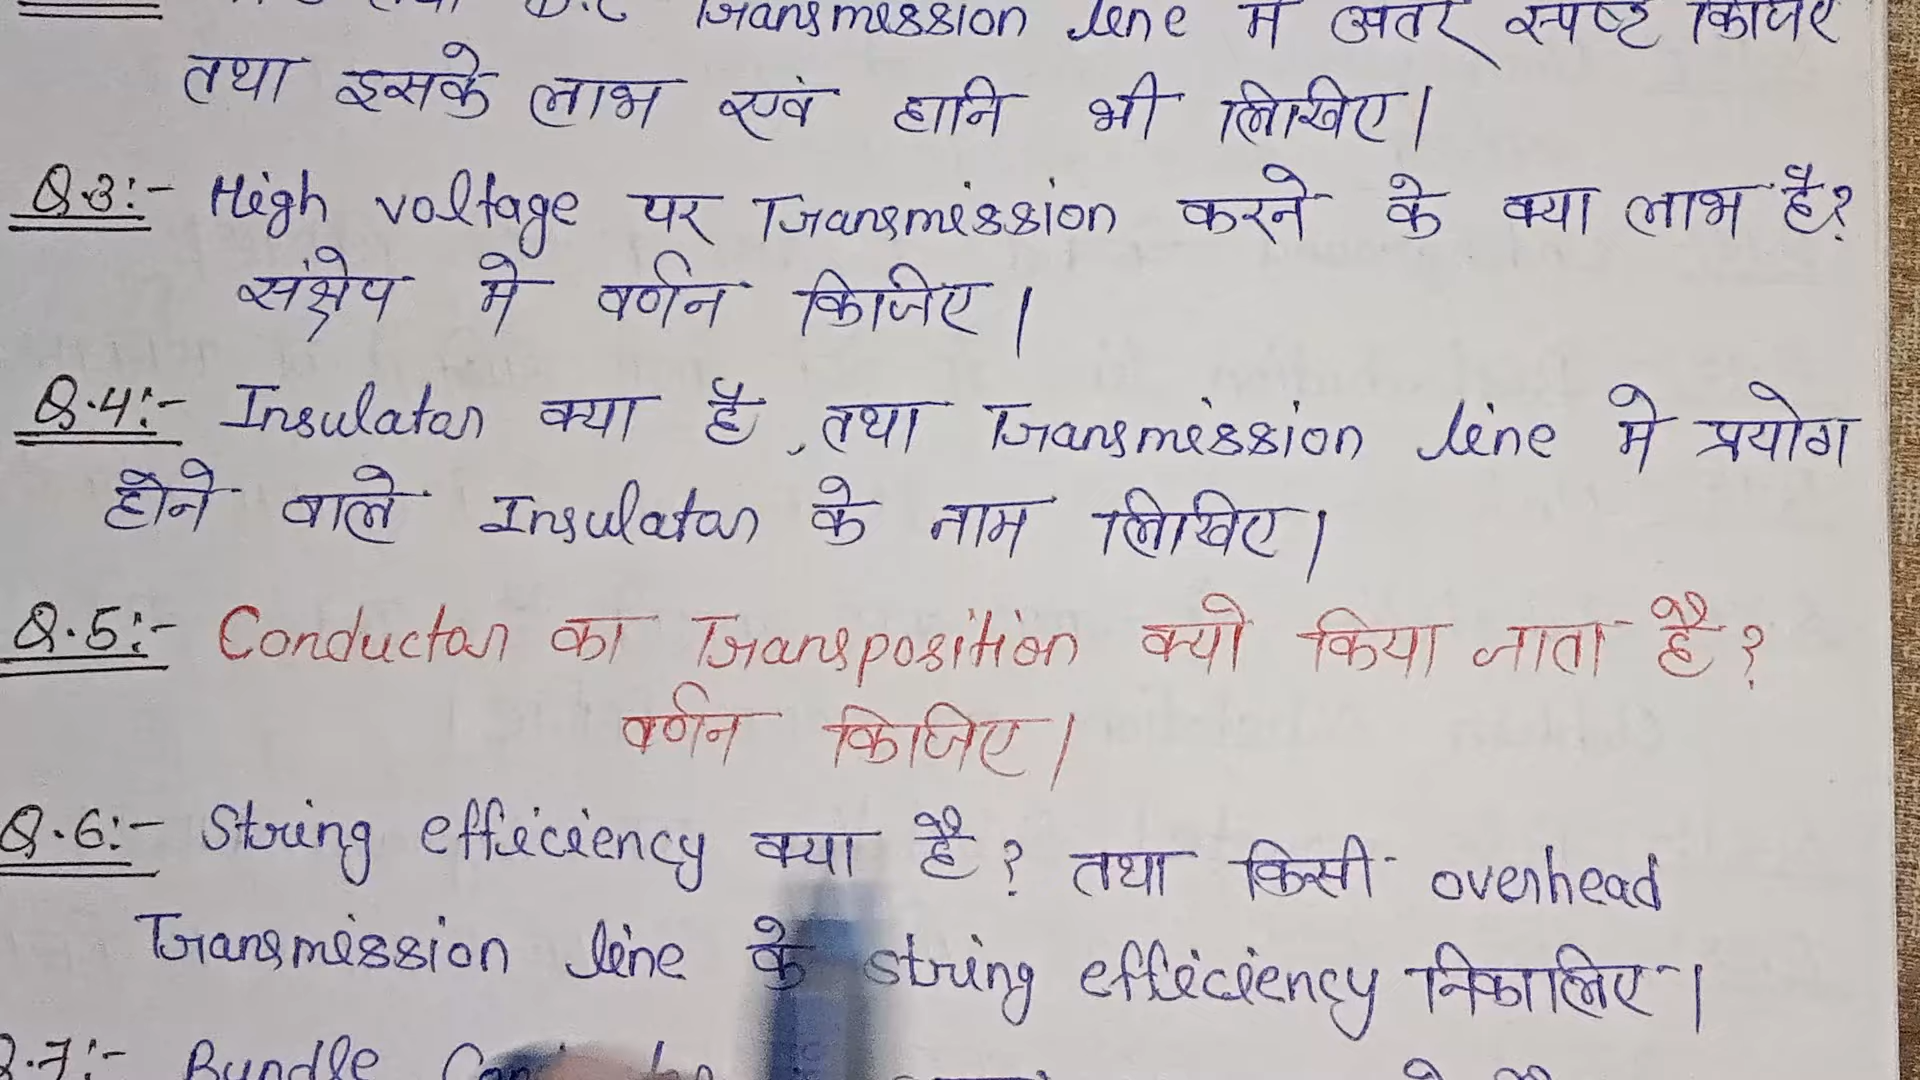 तथा D.C Transmission line में अंतर स्पष्ट किजिए
तथा इसके लाभ एवं हानि भी लिखिए।
Q.3:- High voltage पर Transmission करने के क्या लाभ है?
संक्षेप मे वर्णन किजिए।
Q.4:- Insulator क्या है, तथा Transmission line मे प्रयोग
होने वाले Insulator के नाम लिखिए।
Q.5:- Conductor का Transposition क्यो किया जाता है?
वर्णन किजिए।
Q.6:- String efficiency क्या है? तथा किसी overhead
Transmission line के string efficiency निकालिए।
Q.7:- Bundle